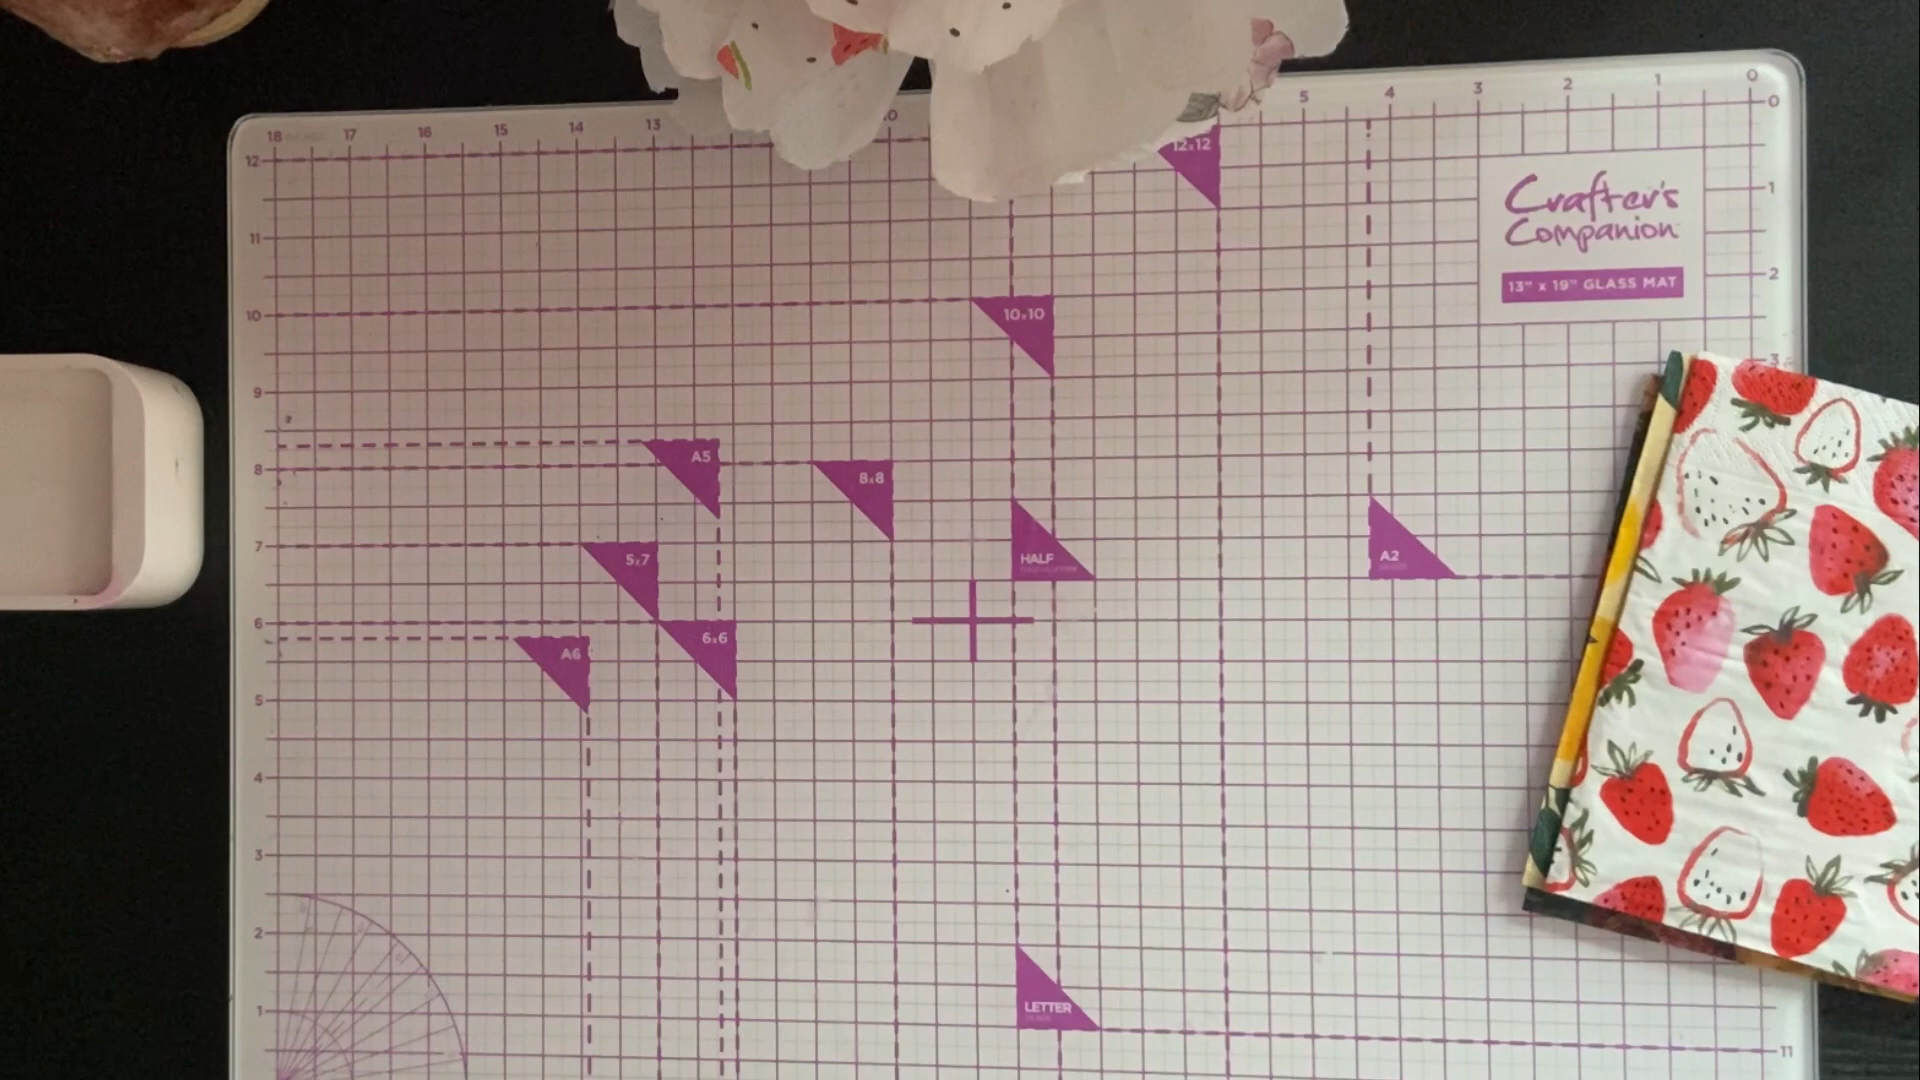 18 INCHES 17 16 15 14 13
5 4 3 2 1 0
0
12
12x12
Crafter's
Companion
1
11
2
13" x 19" GLASS MAT
10
10x10
3
9
A5
8
8x8
7
5x7
HALF
A2
6
6x6
A6
5
4
3
2
1
LETTER
11